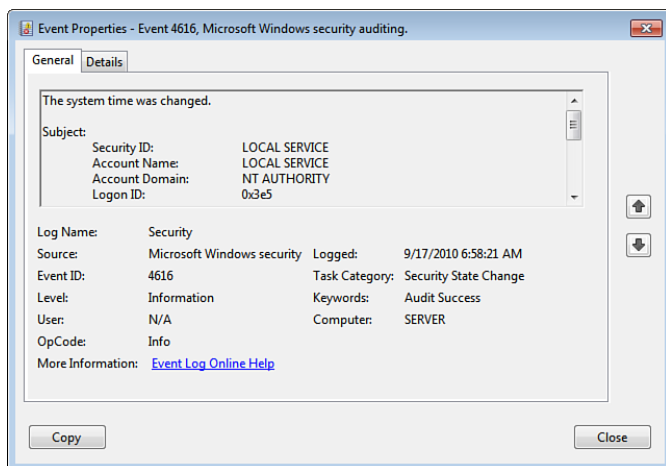 Event Properties - Event 4616, Microsoft Windows security auditing.
General Details
The system time was changed.
Subject:
Security ID: LOCAL SERVICE
Account Name: LOCAL SERVICE
Account Domain: NT AUTHORITY
Logon ID: 0x3e5
Log Name: Security
Source: Microsoft Windows security Logged: 9/17/2010 6:58:21 AM
Event ID: 4616 Task Category: Security State Change
Level: Information Keywords: Audit Success
User: N/A Computer: SERVER
OpCode: Info
More Information: Event Log Online Help
Copy Close